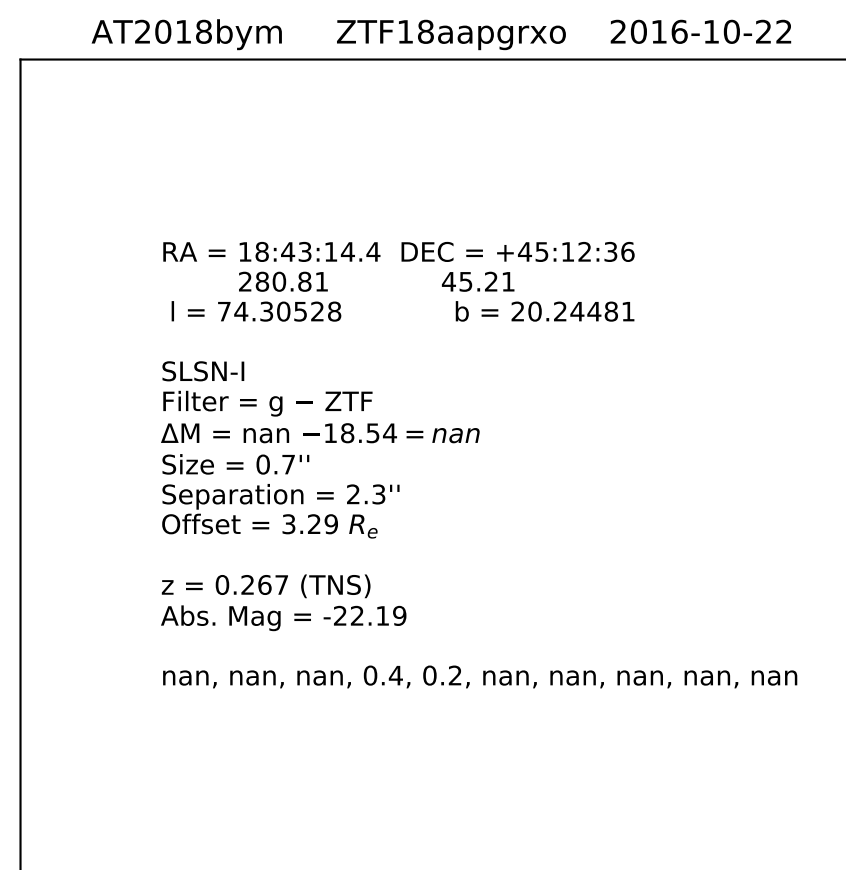 AT2018bym ZTF18aapgrxo 2016-10-22
RA = 18:43:14.4 DEC = +45:12:36
280.81 45.21
l = 74.30528 b = 20.24481
SLSN-I
Filter = g − ZTF
ΔM = nan −18.54 = nan
Size = 0.7''
Separation = 2.3''
Offset = 3.29 Rₑ
z = 0.267 (TNS)
Abs. Mag = -22.19
nan, nan, nan, 0.4, 0.2, nan, nan, nan, nan, nan